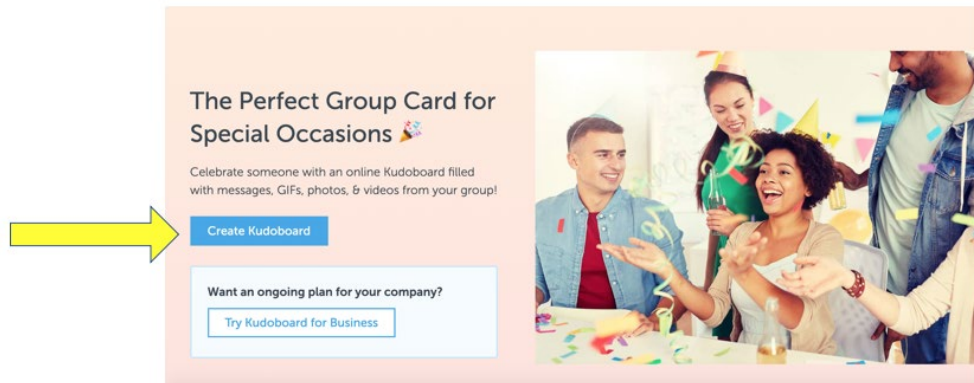 The Perfect Group Card for
Special Occasions 🎉
Celebrate someone with an online Kudoboard filled
with messages, GIFs, photos, & videos from your group!
Create Kudoboard
Want an ongoing plan for your company?
Try Kudoboard for Business